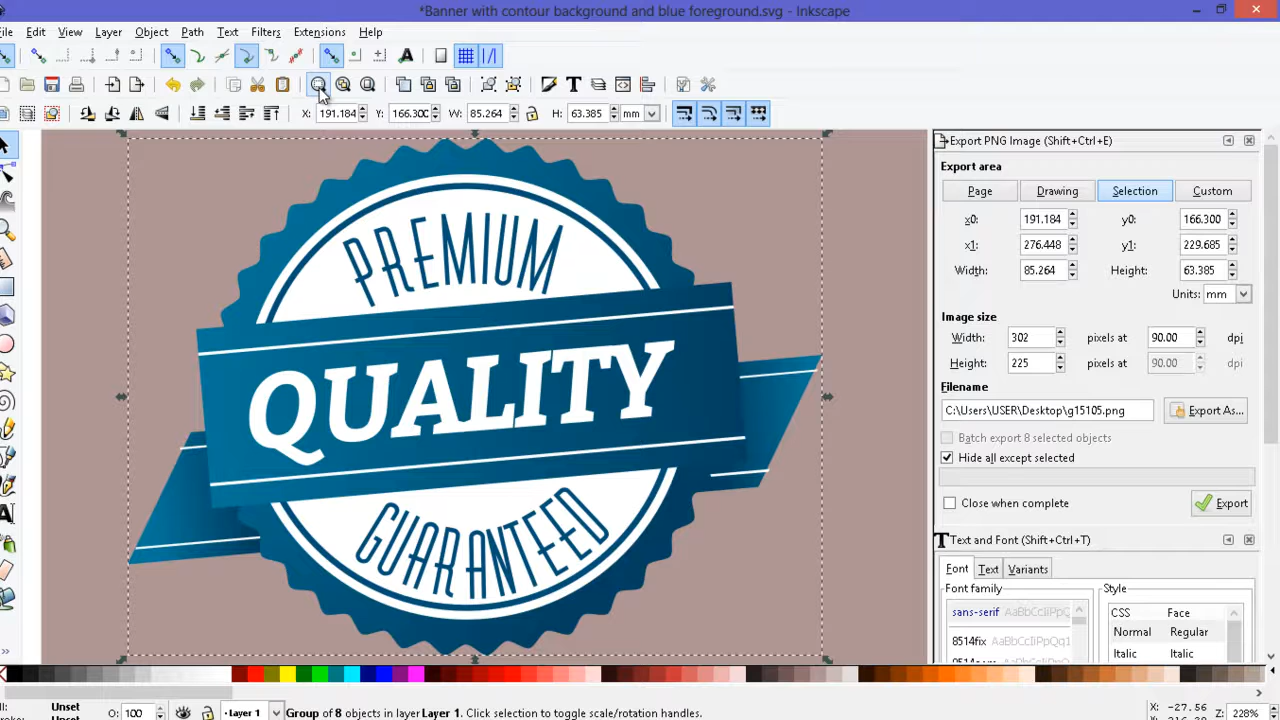 *Banner with contour background and blue foreground.svg - Inkscape
File Edit View Layer Object Path Text Filters Extensions Help
X: 191.184 Y: 166.300 W: 85.264 H: 63.385 mm
Export PNG Image (Shift+Ctrl+E)
Export area
Page Drawing Selection Custom
x0: 191.184 y0: 166.300
x1: 276.448 y1: 229.685
Width: 85.264 Height: 63.385
Units: mm
Image size
Width: 302 pixels at 90.00 dpi
Height: 225 pixels at 90.00 dpi
Filename
C:\Users\USER\Desktop\g15105.png Export As...
Batch export 8 selected objects
Hide all except selected
Close when complete Export
Text and Font (Shift+Ctrl+T)
Font Text Variants
Font family Style
sans-serif AaBbCcIiPpQq CSS Face
Normal Regular
8514fix AaBbCcIiPpQq1
Italic Italic
PREMIUM
QUALITY
GUARANTEED
Unset
Unset
O: 100 Layer 1 Group of 8 objects in layer Layer 1. Click selection to toggle scale/rotation handles.
X: -27.56
Z: 228%